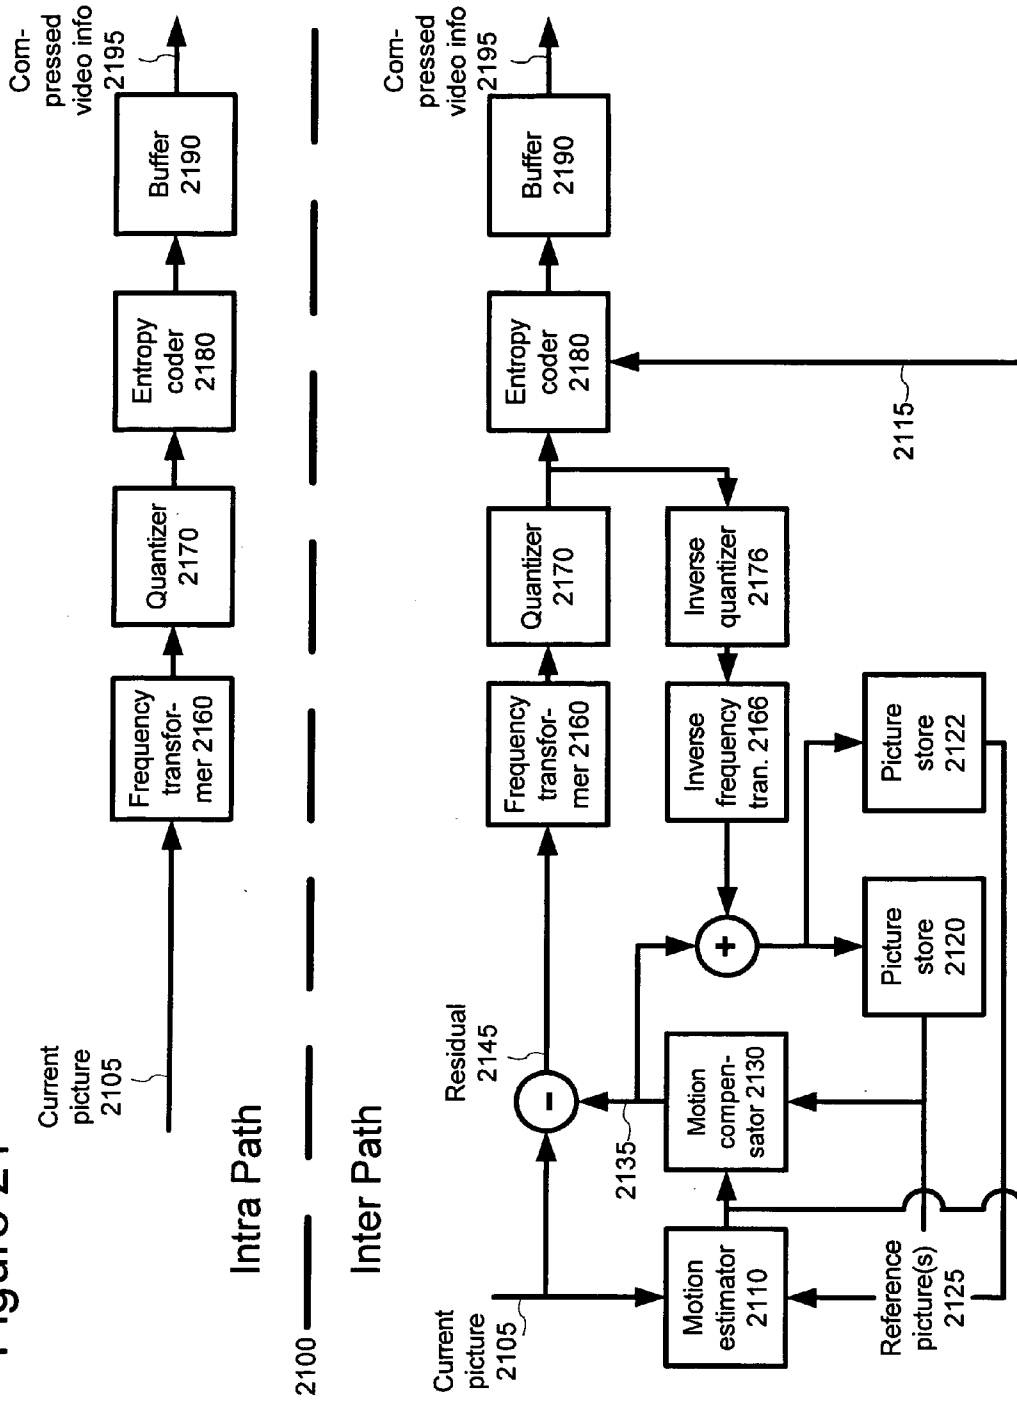 Figure 21
Current
picture
2105
Frequency
transfor-
mer 2160
Quantizer
2170
Entropy
coder
2180
Buffer
2190
Com-
pressed
video info
2195
Intra Path
2100
Inter Path
Current
picture
2105
Residual
2145
-
Frequency
transfor-
mer 2160
Quantizer
2170
Entropy
coder
2180
Buffer
2190
Com-
pressed
video info
2195
2135
Motion
estimator
2110
Motion
compen-
sator 2130
+
Inverse
frequency
tran. 2166
Inverse
quantizer
2176
2115
Reference
picture(s)
2125
Picture
store
2120
Picture
store
2122